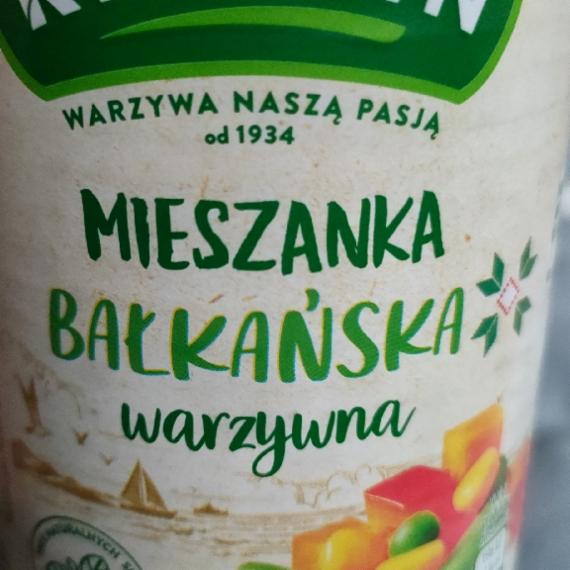 WARZYWA NASZĄ PASJĄ
od 1934
MIESZANKA
BAŁKAŃSKA
warzywna